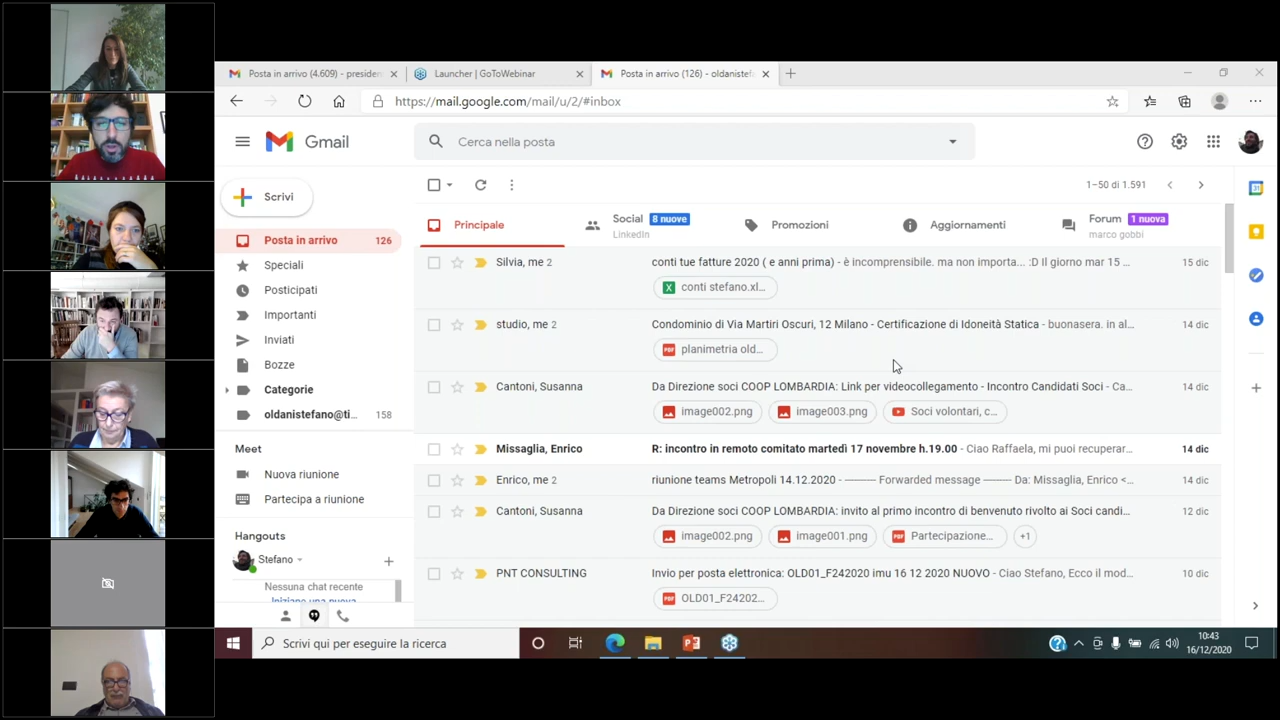 Posta in arrivo (4.609) - presiden
Launcher | GoToWebinar
Posta in arrivo (126) - oldanistef
https://mail.google.com/mail/u/2/#inbox
Gmail
Cerca nella posta
Scrivi
1–50 di 1.591
Principale
Social
8 nuove
LinkedIn
Promozioni
Aggiornamenti
Forum
1 nuova
marco gobbi
Posta in arrivo
126
Speciali
Posticipati
Importanti
Inviati
Bozze
Categorie
oldanistefano@ti...
158
Meet
Nuova riunione
Partecipa a riunione
Hangouts
Stefano
Nessuna chat recente
Iniziane una nuova
Silvia, me 2
conti tue fatture 2020 ( e anni prima) - è incomprensibile. ma non importa... :D Il giorno mar 15 ...
15 dic
conti stefano.xl...
studio, me 2
Condominio di Via Martiri Oscuri, 12 Milano - Certificazione di Idoneità Statica - buonasera. in al...
14 dic
planimetria old...
Cantoni, Susanna
Da Direzione soci COOP LOMBARDIA: Link per videocollegamento - Incontro Candidati Soci - Ca...
14 dic
image002.png
image003.png
Soci volontari, c...
Missaglia, Enrico
R: incontro in remoto comitato martedì 17 novembre h.19.00 - Ciao Raffaela, mi puoi recuperar...
14 dic
Enrico, me 2
riunione teams Metropoli 14.12.2020 - ---------- Forwarded message --------- Da: Missaglia, Enrico <...
14 dic
Cantoni, Susanna
Da Direzione soci COOP LOMBARDIA: invito al primo incontro di benvenuto rivolto ai Soci candi...
12 dic
image002.png
image001.png
Partecipazione...
+1
PNT CONSULTING
Invio per posta elettronica: OLD01_F242020 imu 16 12 2020 NUOVO - Ciao Stefano, Ecco il mod...
10 dic
OLD01_F24202...
Scrivi qui per eseguire la ricerca
10:43
16/12/2020